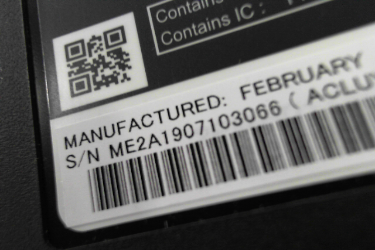 Contains
Contains IC :
MANUFACTURED: FEBRUARY
S/N ME2A1907103066 ( ACLU